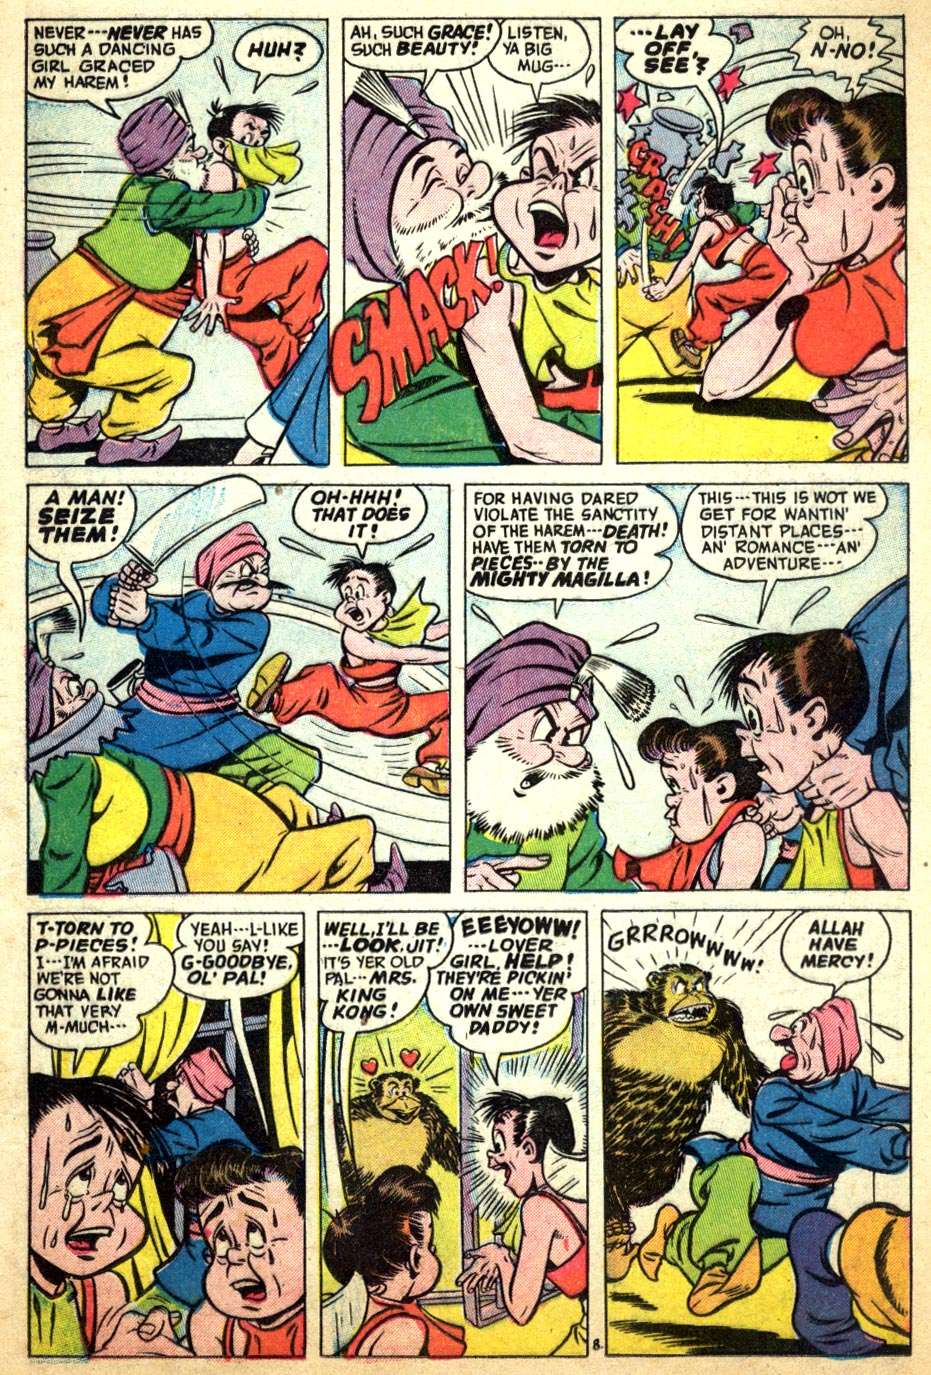 NEVER---NEVER HAS
SUCH A DANCING
GIRL GRACED
MY HAREM!
HUH?
AH, SUCH GRACE!
SUCH BEAUTY!
LISTEN,
YA BIG
MUG---
SMACK!
---LAY
OFF,
SEE?
OH,
N-NO!
CRASH!
A MAN!
SEIZE
THEM!
OH-HHH!
THAT DOES
IT!
FOR HAVING DARED
VIOLATE THE SANCTITY
OF THE HAREM---DEATH!
HAVE THEM TORN TO
PIECES--BY THE
MIGHTY MAGILLA!
THIS---THIS IS WOT WE
GET FOR WANTIN'
DISTANT PLACES---
AN' ROMANCE---AN'
ADVENTURE---
T-TORN TO
P-PIECES!
I---I'M AFRAID
WE'RE NOT
GONNA LIKE
THAT VERY
M-MUCH---
YEAH---L-LIKE
YOU SAY!
G-GOODBYE,
OL' PAL!
WELL, I'LL BE
---LOOK, JIT!
IT'S YER OLD
PAL---MRS.
KING
KONG!
EEEYOWW!
---LOVER
GIRL, HELP!
THEY'RE PICKIN'
ON ME---YER
OWN SWEET
DADDY!
GRRROWWWW!
ALLAH
HAVE
MERCY!
8